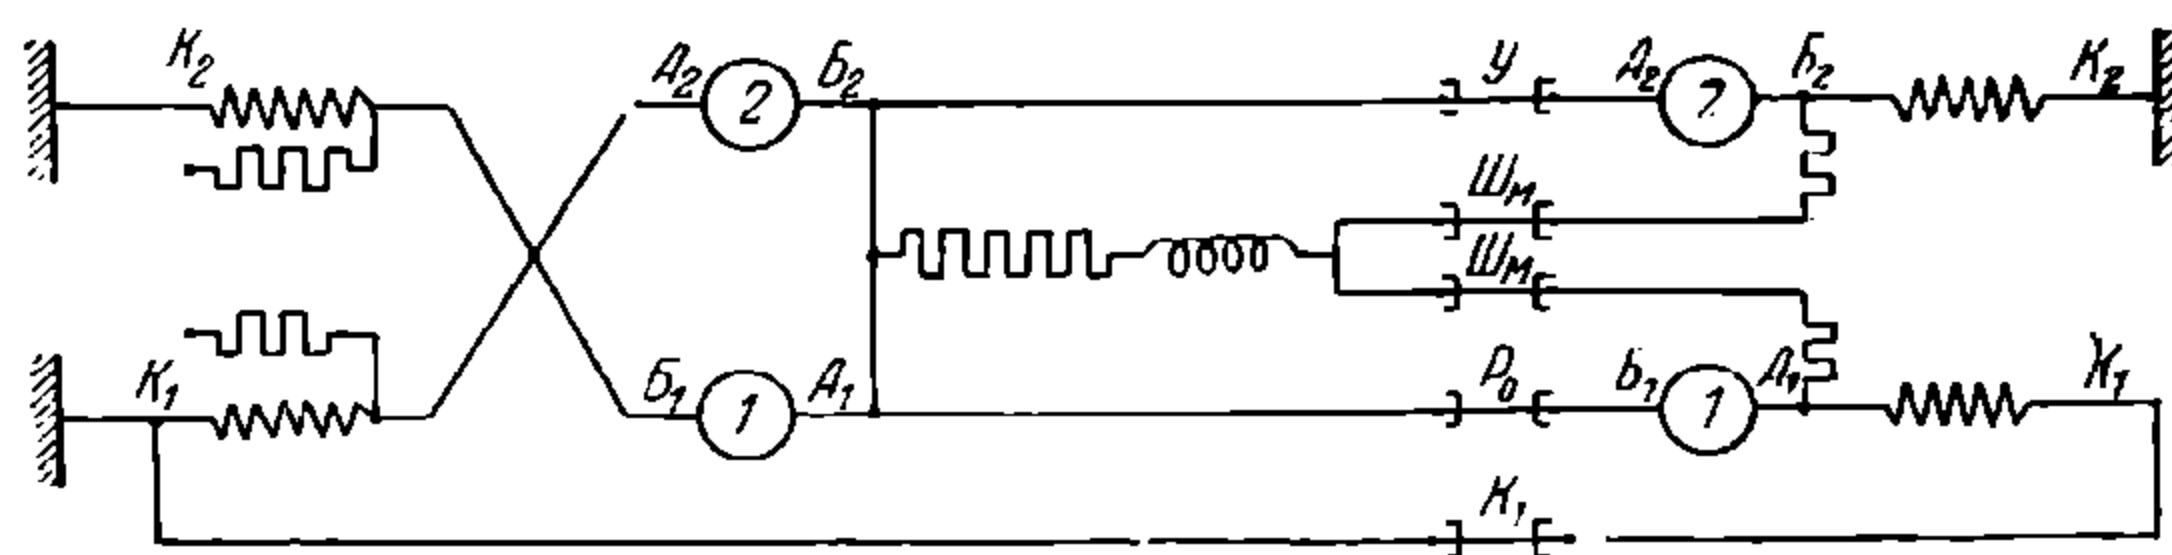 К₂ А₂ 2 Б₂ У А₂ 2 Б₂ К₂
Шм
Шм
К₁ Б₁ 1 А₁ Р₀ Б₁ 1 А₁ К₁
К₁